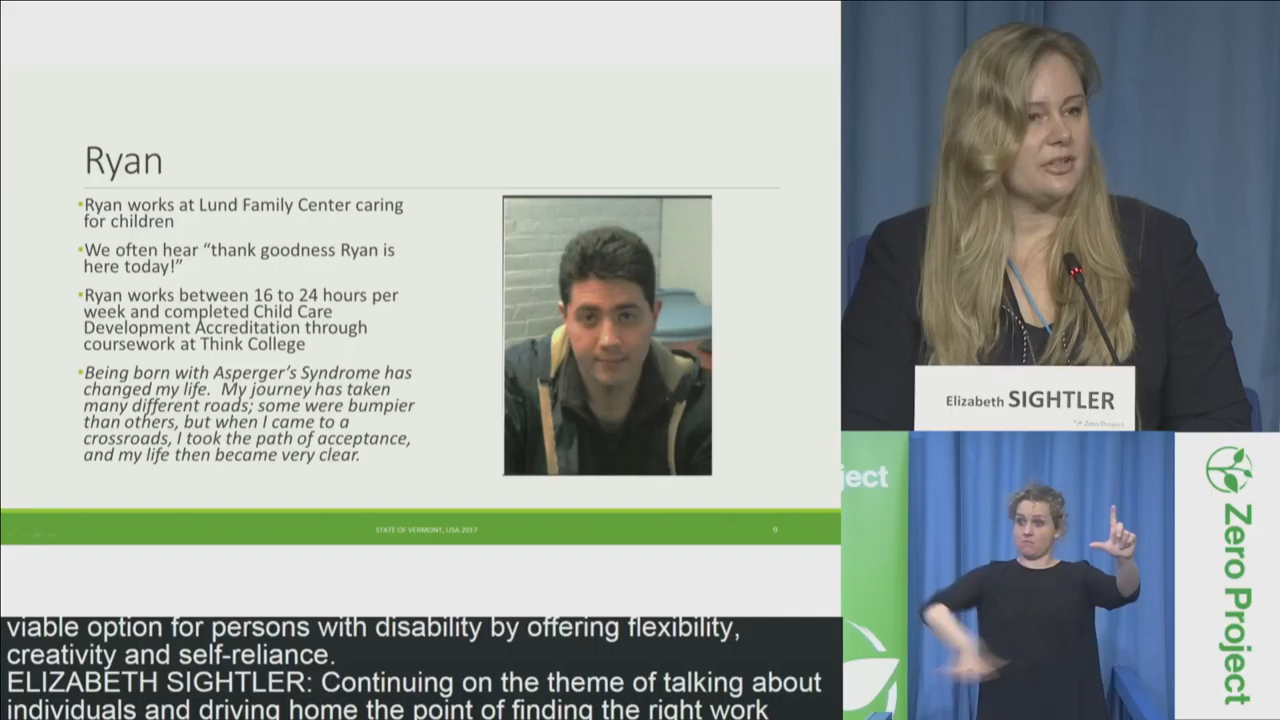 Ryan
•Ryan works at Lund Family Center caring
for children
•We often hear “thank goodness Ryan is
here today!”
•Ryan works between 16 to 24 hours per
week and completed Child Care
Development Accreditation through
coursework at Think College
•Being born with Asperger’s Syndrome has
changed my life.  My journey has taken
many different roads; some were bumpier
than others, but when I came to a
crossroads, I took the path of acceptance,
and my life then became very clear.
STATE OF VERMONT, USA 2017
9
viable option for persons with disability by offering flexibility,
creativity and self-reliance.
ELIZABETH SIGHTLER: Continuing on the theme of talking about
individuals and driving home the point of finding the right work
Elizabeth SIGHTLER
Zero Project
ject
Zero Project